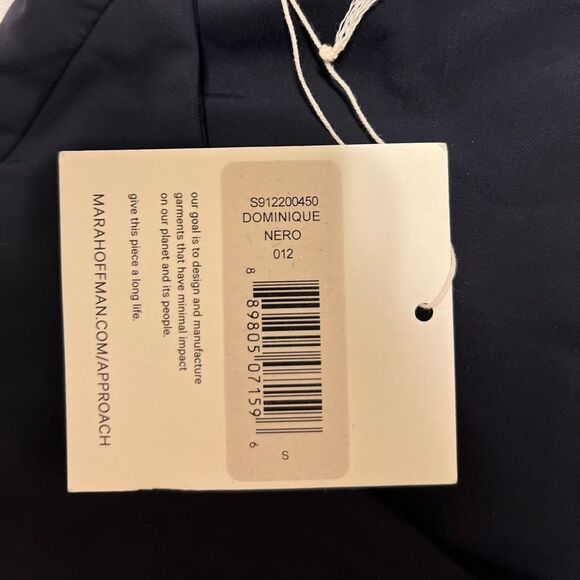 S912200450
DOMINIQUE
NERO
012
8 89805 07159 6
S
our goal is to design and manufacture
garments that have minimal impact
on our planet and its people.
give this piece a long life.
MARAHOFFMAN.COM/APPROACH